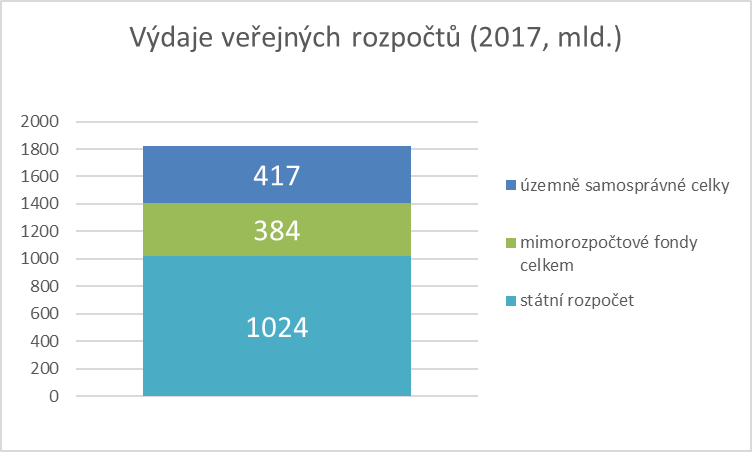 Výdaje veřejných rozpočtů (2017, mld.)
2000
1800
1600
1400
1200
1000
800
600
400
200
0
417
384
1024
územně samosprávné celky
mimorozpočtové fondy
celkem
státní rozpočet